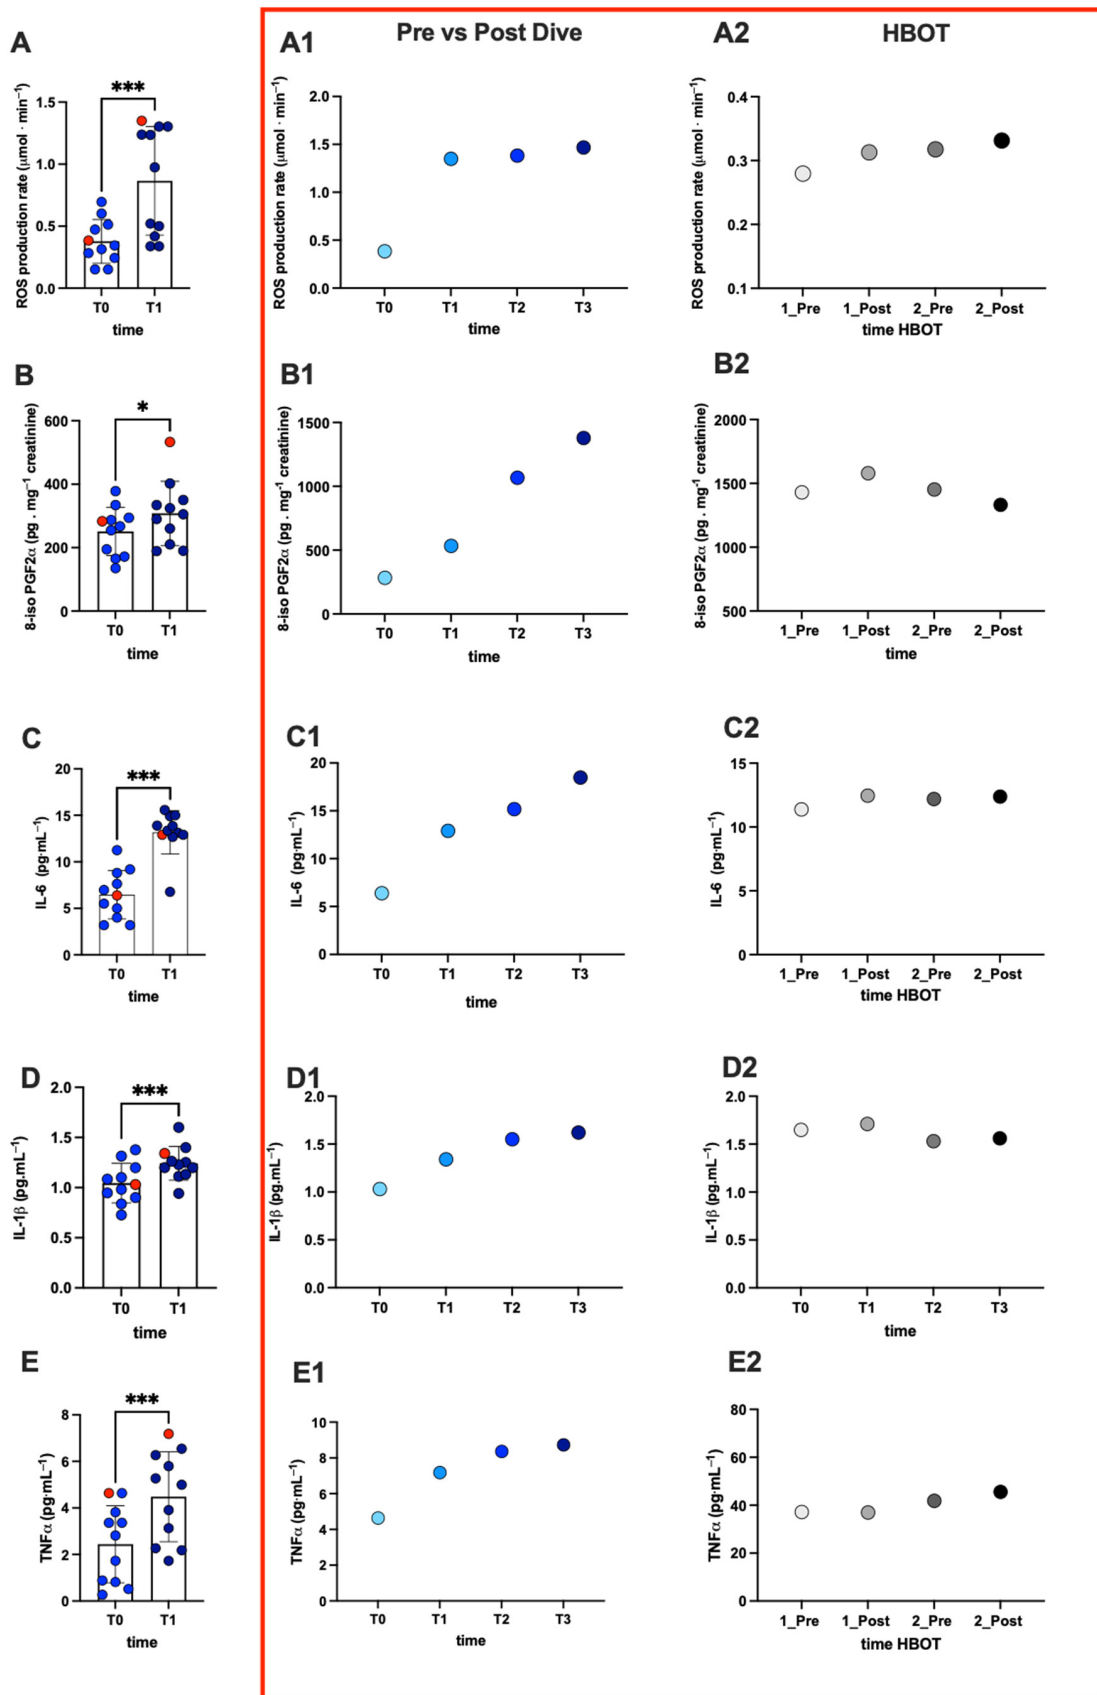 Pre vs Post Dive
HBOT
A
***
1.5
1.0
0.5
0.0
ROS production rate (μmol · min⁻¹)
T0 T1
time
A1
2.0
1.5
1.0
0.5
0.0
ROS production rate (μmol · min⁻¹)
T0 T1 T2 T3
time
A2
0.4
0.3
0.2
0.1
ROS production rate (μmol · min⁻¹)
1_Pre 1_Post 2_Pre 2_Post
time HBOT
B
*
600
400
200
0
8-iso PGF2α (pg . mg⁻¹ creatinine)
T0 T1
time
B1
1500
1000
500
0
8-iso PGF2α (pg . mg⁻¹ creatinine)
T0 T1 T2 T3
time
B2
2000
1500
1000
500
8-iso PGF2α (pg . mg⁻¹ creatinine)
1_Pre 1_Post 2_Pre 2_Post
time
C
***
20
15
10
5
0
IL-6 (pg·mL⁻¹)
T0 T1
time
C1
20
15
10
5
0
IL-6 (pg·mL⁻¹)
T0 T1 T2 T3
time
C2
15
10
5
0
IL-6 (pg·mL⁻¹)
1_Pre 1_Post 2_Pre 2_Post
time HBOT
D
***
2.0
1.5
1.0
0.5
0.0
IL-1β (pg.mL⁻¹)
T0 T1
time
D1
2.0
1.5
1.0
0.5
0.0
IL-1β (pg.mL⁻¹)
T0 T1 T2 T3
time
D2
2.0
1.5
1.0
0.5
0.0
IL-1β (pg.mL⁻¹)
T0 T1 T2 T3
time
E
***
8
6
4
2
0
TNFα (pg·mL⁻¹)
T0 T1
time
E1
10
8
6
4
2
0
TNFα (pg·mL⁻¹)
T0 T1 T2 T3
time
E2
80
60
40
20
0
TNFα (pg·mL⁻¹)
1_Pre 1_Post 2_Pre 2_Post
time HBOT